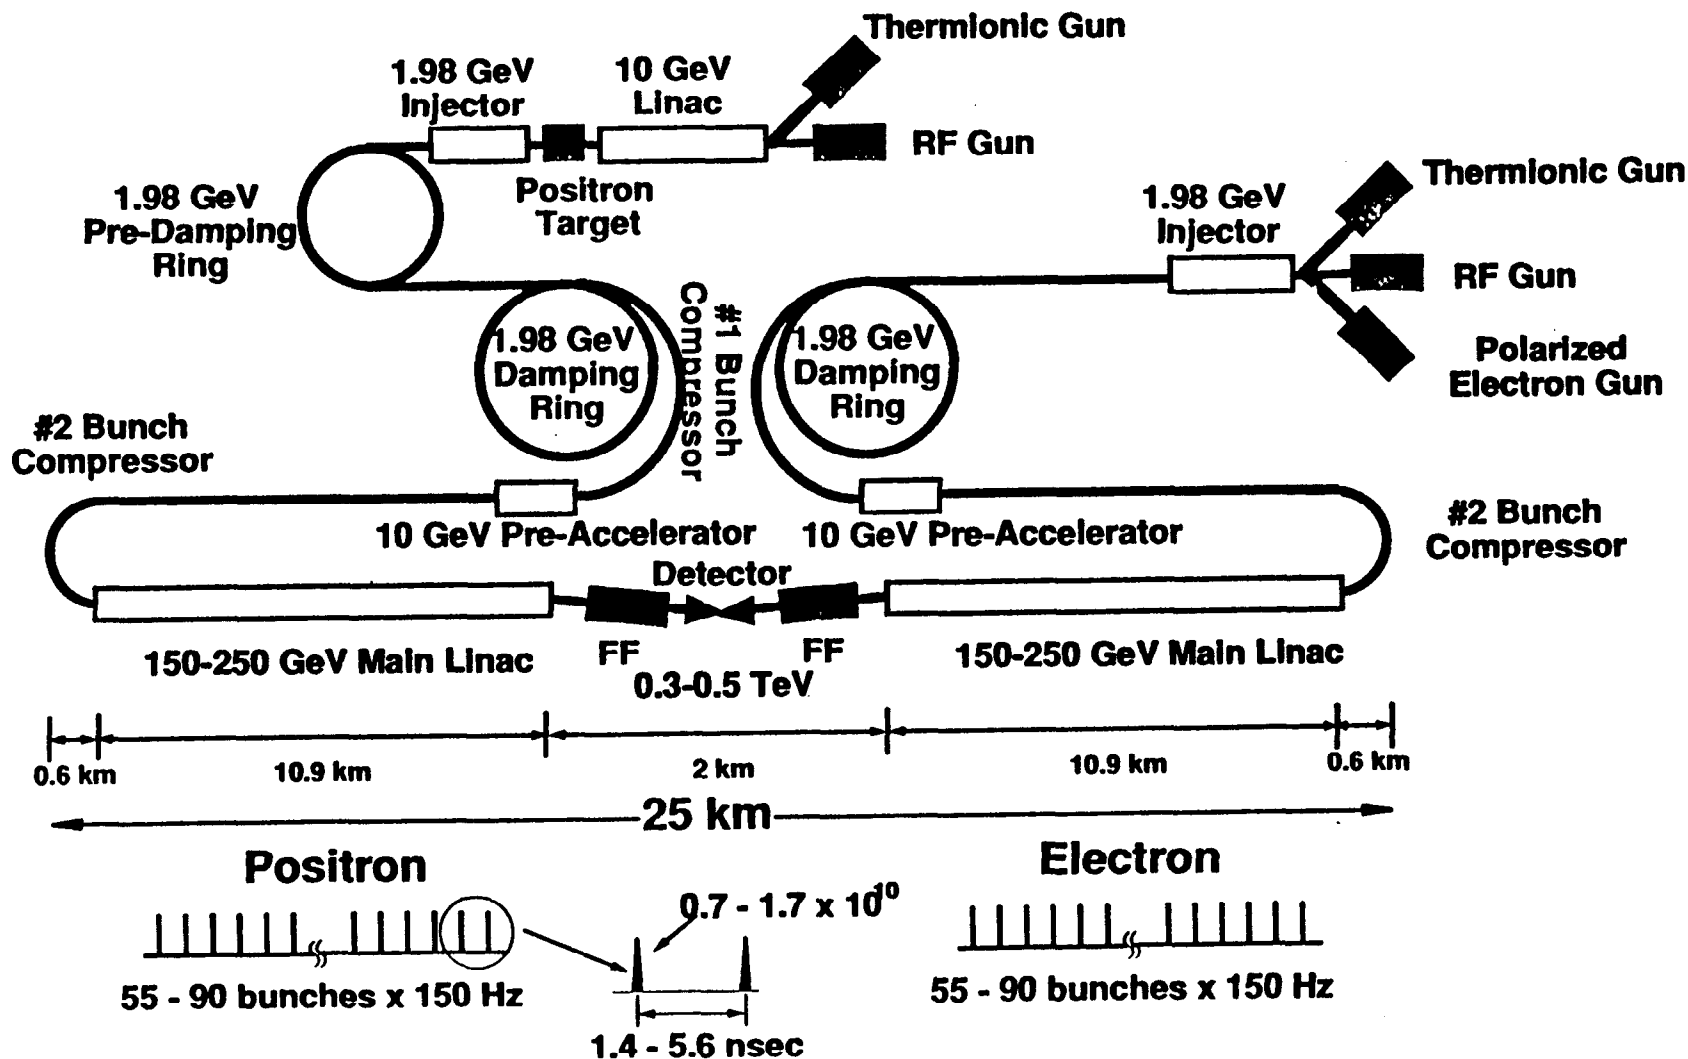 Thermionic Gun
1.98 GeV
Injector
10 GeV
Linac
RF Gun
1.98 GeV
Pre-Damping
Ring
Positron
Target
Thermionic Gun
1.98 GeV
Injector
RF Gun
Polarized
Electron Gun
#1 Bunch
Compressor
1.98 GeV
Damping
Ring
1.98 GeV
Damping
Ring
#2 Bunch
Compressor
10 GeV Pre-Accelerator
10 GeV Pre-Accelerator
#2 Bunch
Compressor
Detector
150-250 GeV Main Linac
FF
FF
150-250 GeV Main Linac
0.3-0.5 TeV
0.6 km
10.9 km
2 km
10.9 km
0.6 km
25 km
Positron
Electron
0.7 - 1.7 x 10^10
55 - 90 bunches x 150 Hz
55 - 90 bunches x 150 Hz
1.4 - 5.6 nsec